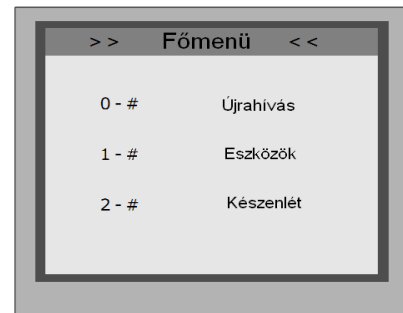 > > Főmenü < <
0 - # Újrahívás
1 - # Eszközök
2 - # Készenlét